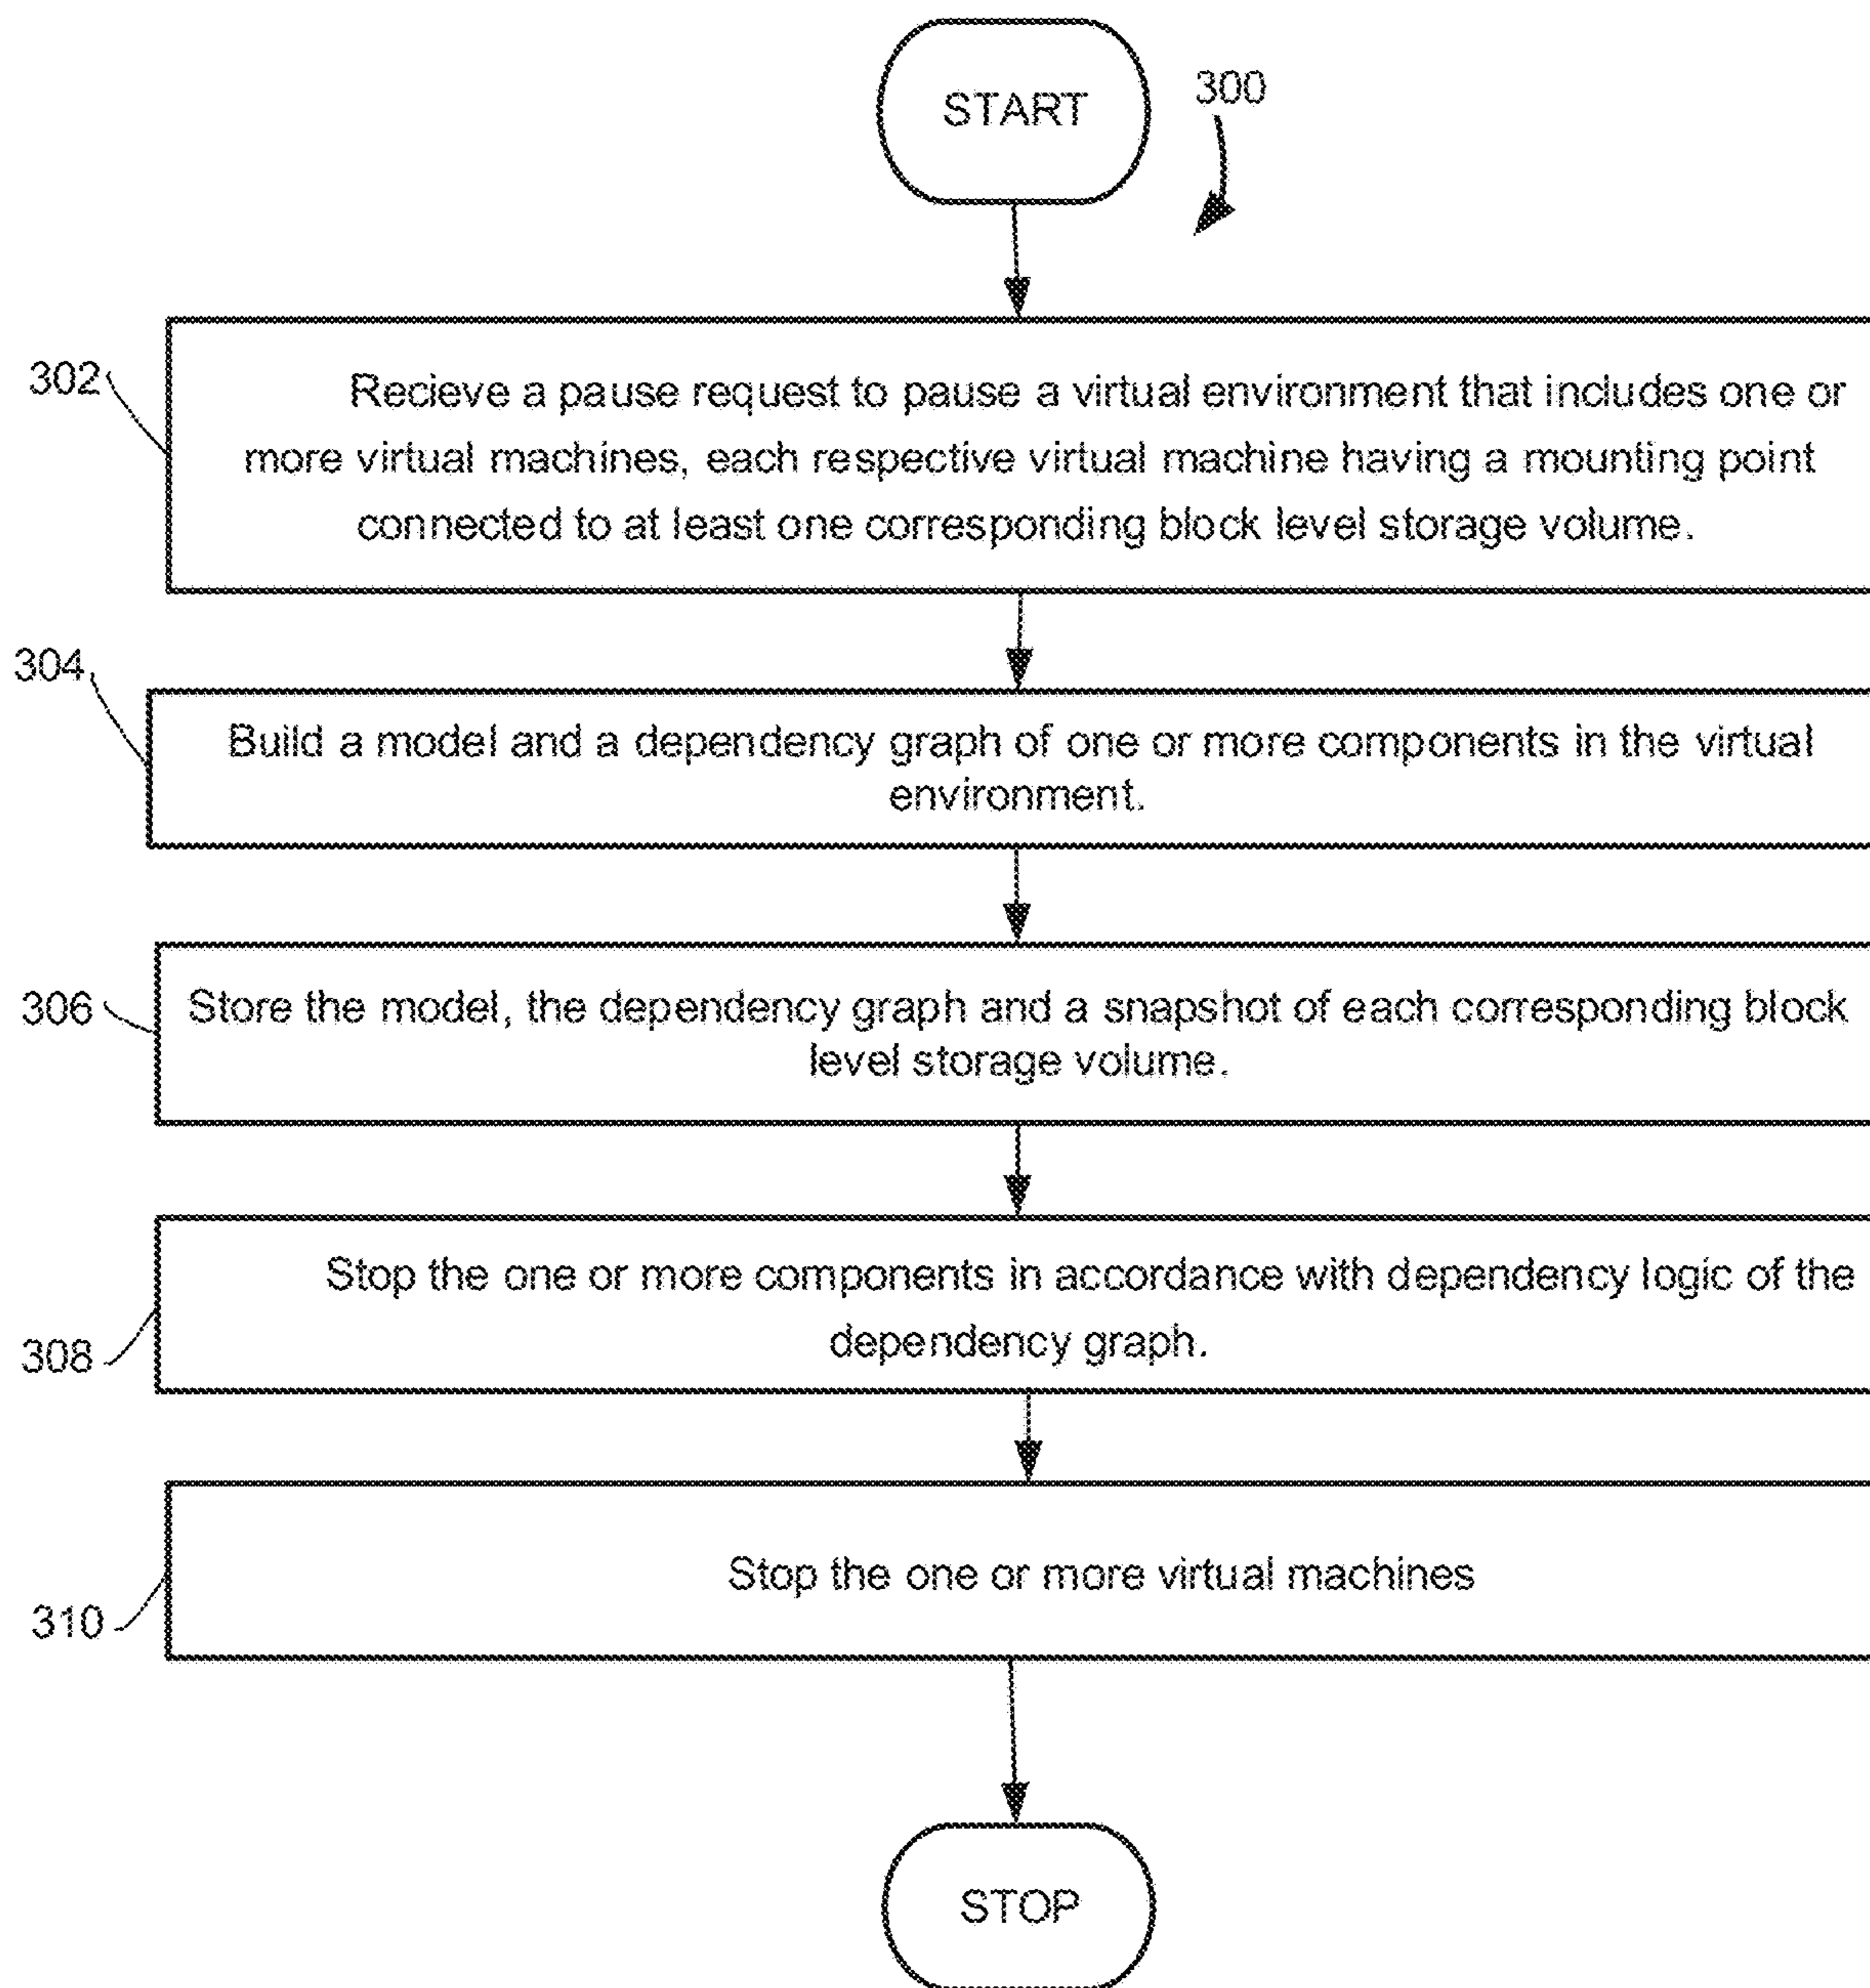 START
300
302
Recieve a pause request to pause a virtual environment that includes one or
more virtual machines, each respective virtual machine having a mounting point
connected to at least one corresponding block level storage volume.
304
Build a model and a dependency graph of one or more components in the virtual
environment.
306
Store the model, the dependency graph and a snapshot of each corresponding block
level storage volume.
308
Stop the one or more components in accordance with dependency logic of the
dependency graph.
310
Stop the one or more virtual machines
STOP